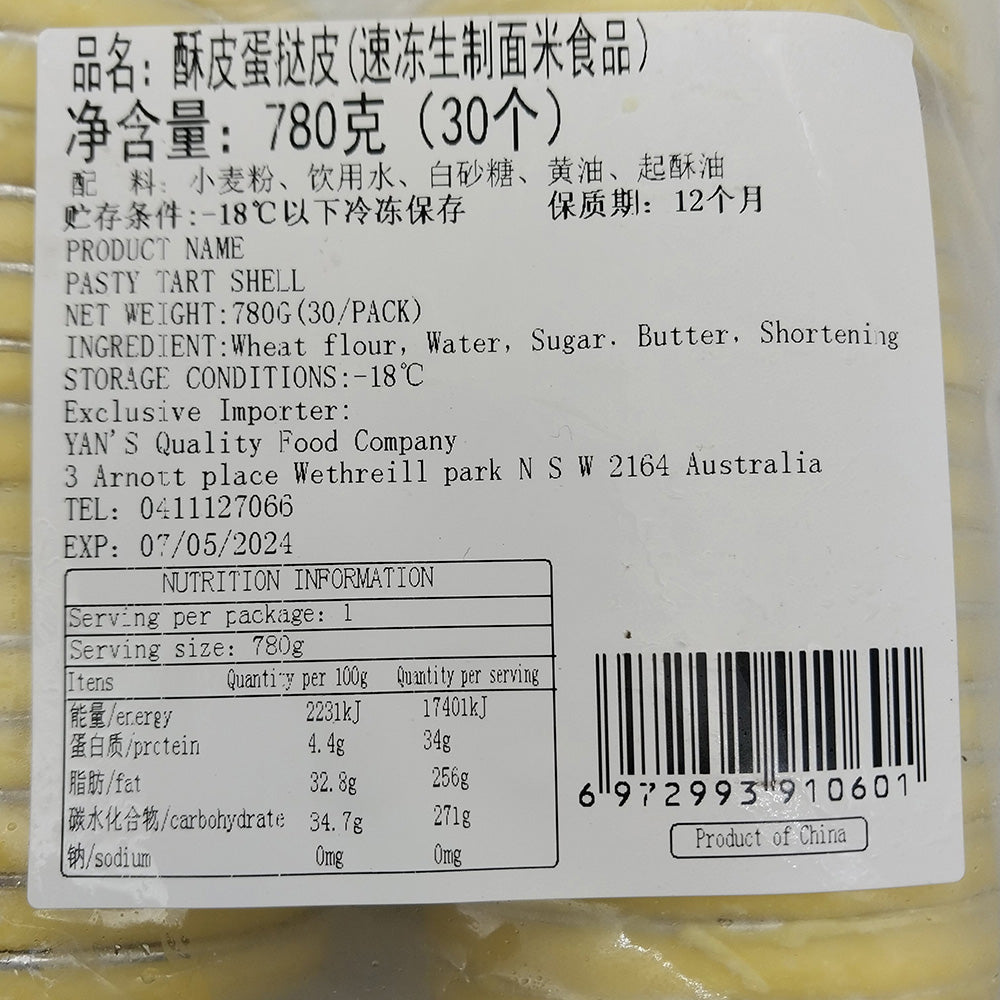 品名：酥皮蛋挞皮(速冻生制面米食品)
净含量：780克（30个）
配 料：小麦粉、饮用水、白砂糖、黄油、起酥油
贮存条件:-18℃以下冷冻保存 保质期：12个月
PRODUCT NAME
PASTY TART SHELL
NET WEIGHT:780G(30/PACK)
INGREDIENT:Wheat flour, Water, Sugar. Butter, Shortening
STORAGE CONDITIONS:-18℃
Exclusive Importer:
YAN'S Quality Food Company
3 Arnott place Wethreill park N S W 2164 Australia
TEL: 0411127066
EXP: 07/05/2024
NUTRITION INFORMATION
Serving per package: 1
Serving size: 780g
Itens Quantity per 100g Quantity per serving
能量/energy 2231kJ 17401kJ
蛋白质/protein 4.4g 34g
脂肪/fat 32.8g 256g
碳水化合物/carbohydrate 34.7g 271g
钠/sodium 0mg 0mg
6 972993 910601
Product of China